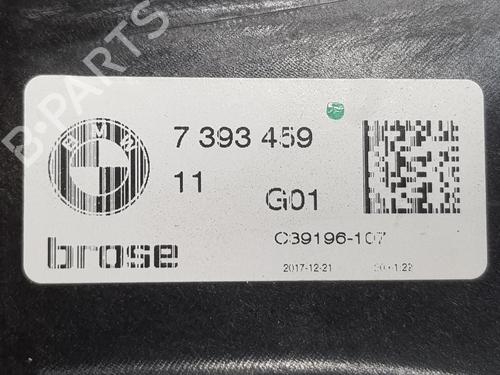 B-PARTS
BMW
7 393 459
11
G01
C39196-107
brose
2017-12-21